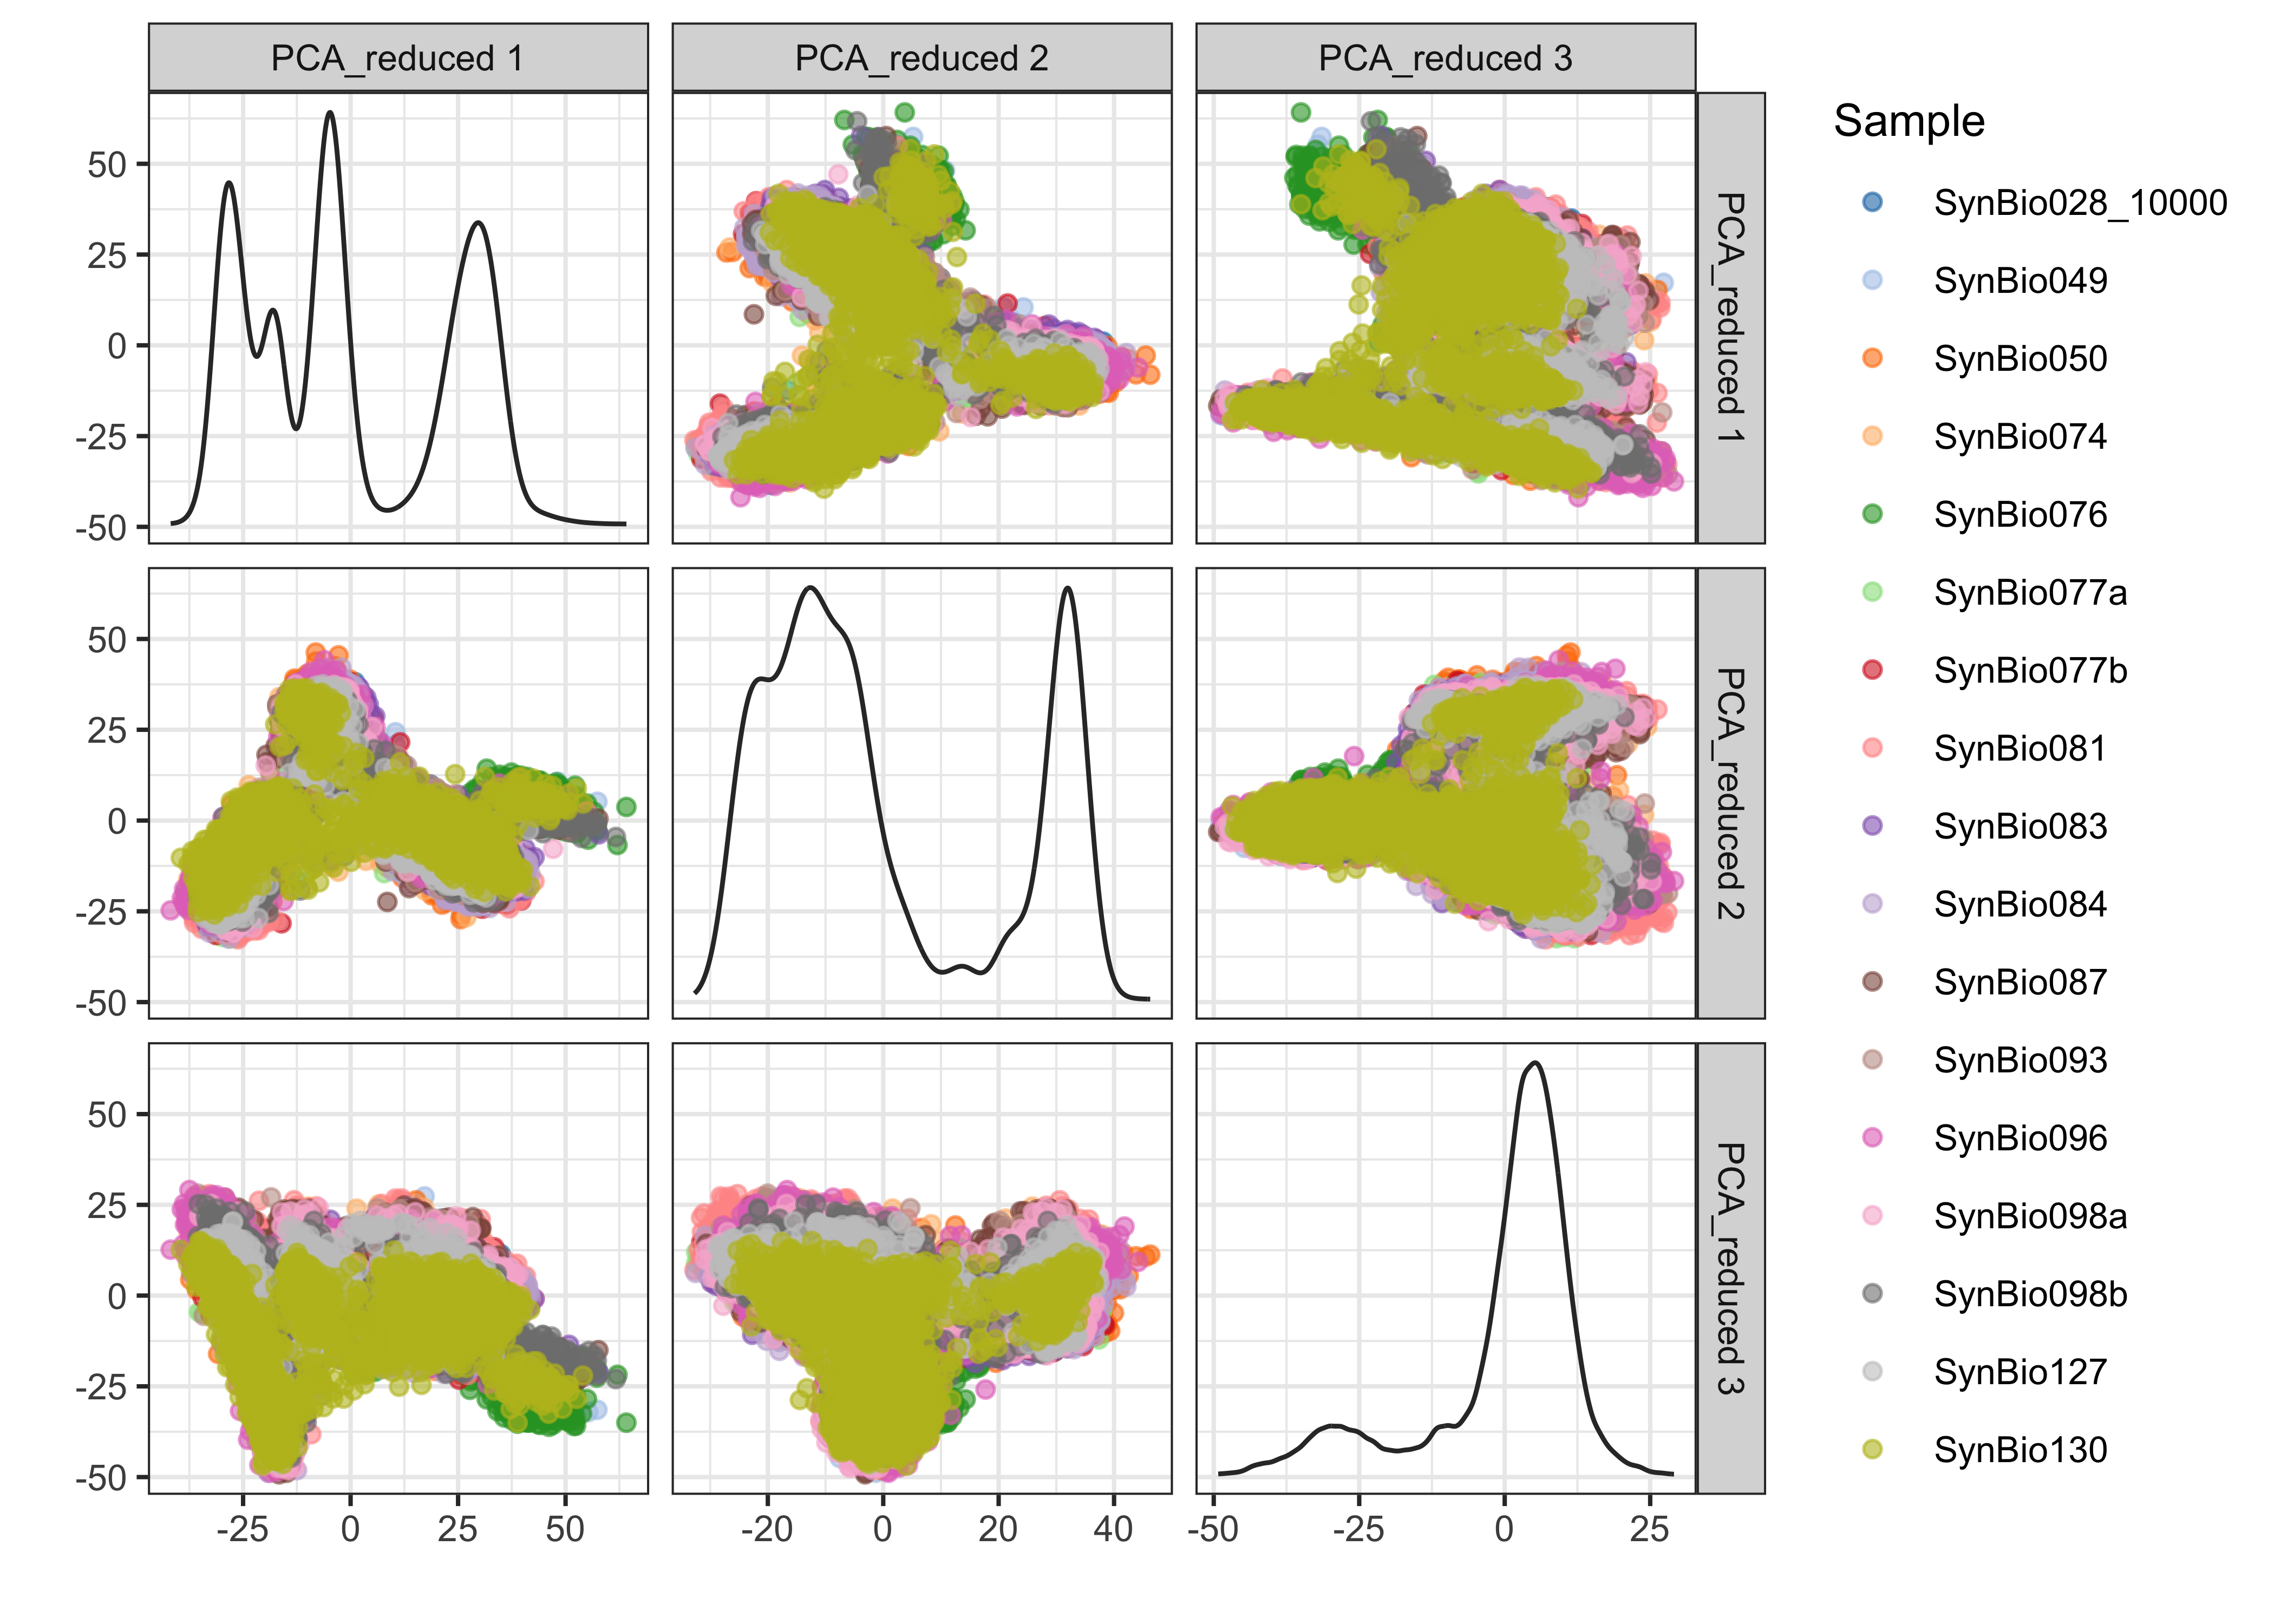 PCA_reduced 1
PCA_reduced 2
PCA_reduced 3
50
25
0
-25
-50
PCA_reduced 1
50
25
0
-25
-50
PCA_reduced 2
50
25
0
-25
-50
PCA_reduced 3
-25 0 25 50
-20 0 20 40
-50 -25 0 25
Sample
SynBio028_10000
SynBio049
SynBio050
SynBio074
SynBio076
SynBio077a
SynBio077b
SynBio081
SynBio083
SynBio084
SynBio087
SynBio093
SynBio096
SynBio098a
SynBio098b
SynBio127
SynBio130